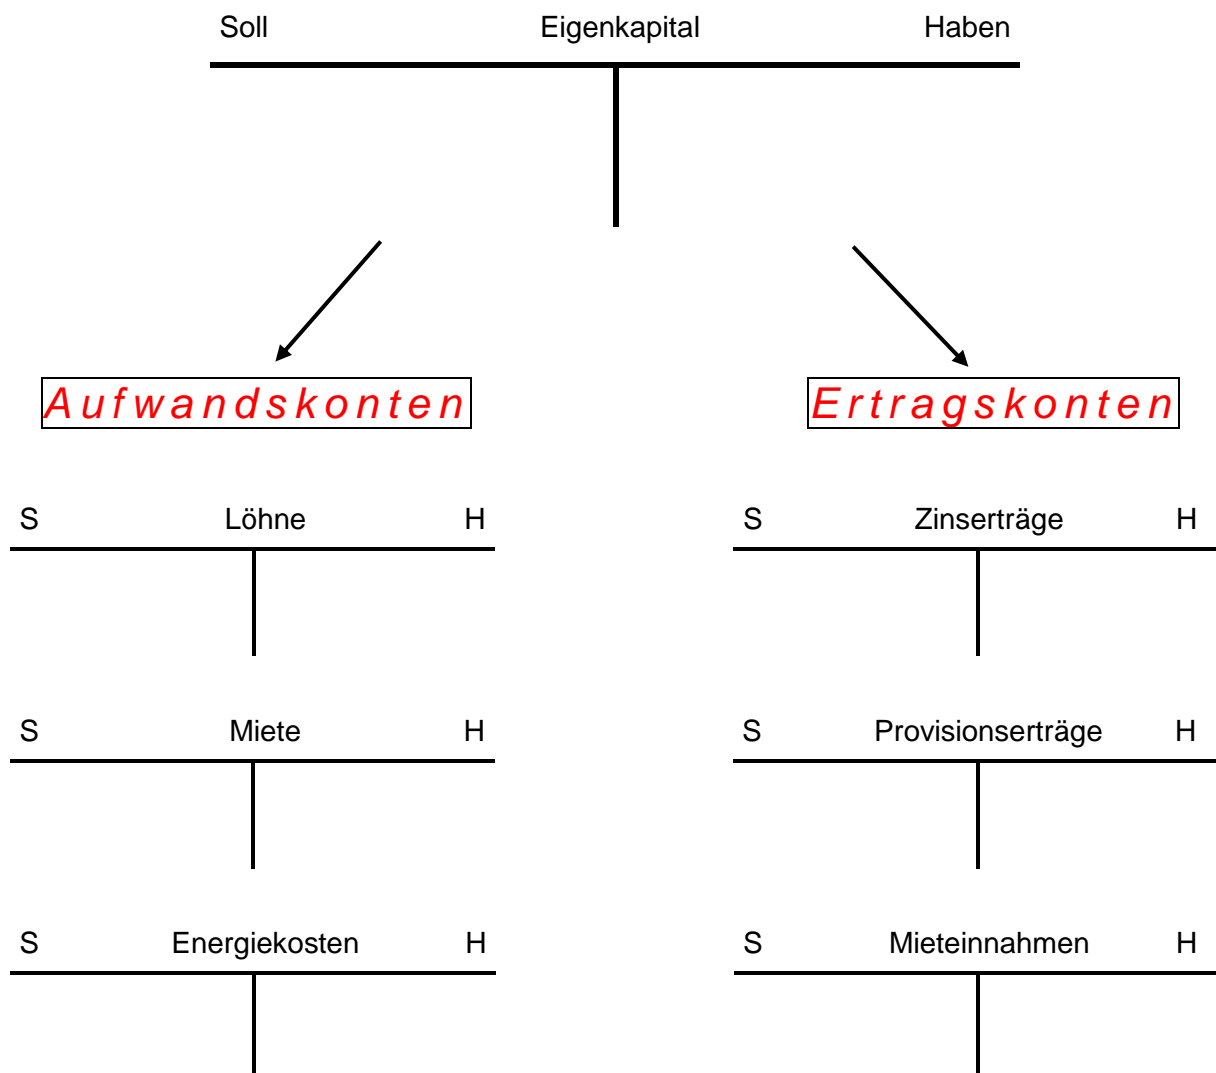 Soll Eigenkapital Haben
Aufwandskonten Ertragskonten
S Löhne H S Zinserträge H
S Miete H S Provisionserträge H
S Energiekosten H S Mieteinnahmen H